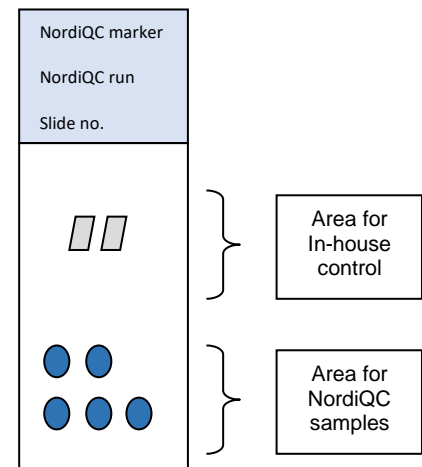 NordiQC marker
NordiQC run
Slide no.
Area for
In-house
control
Area for
NordiQC
samples